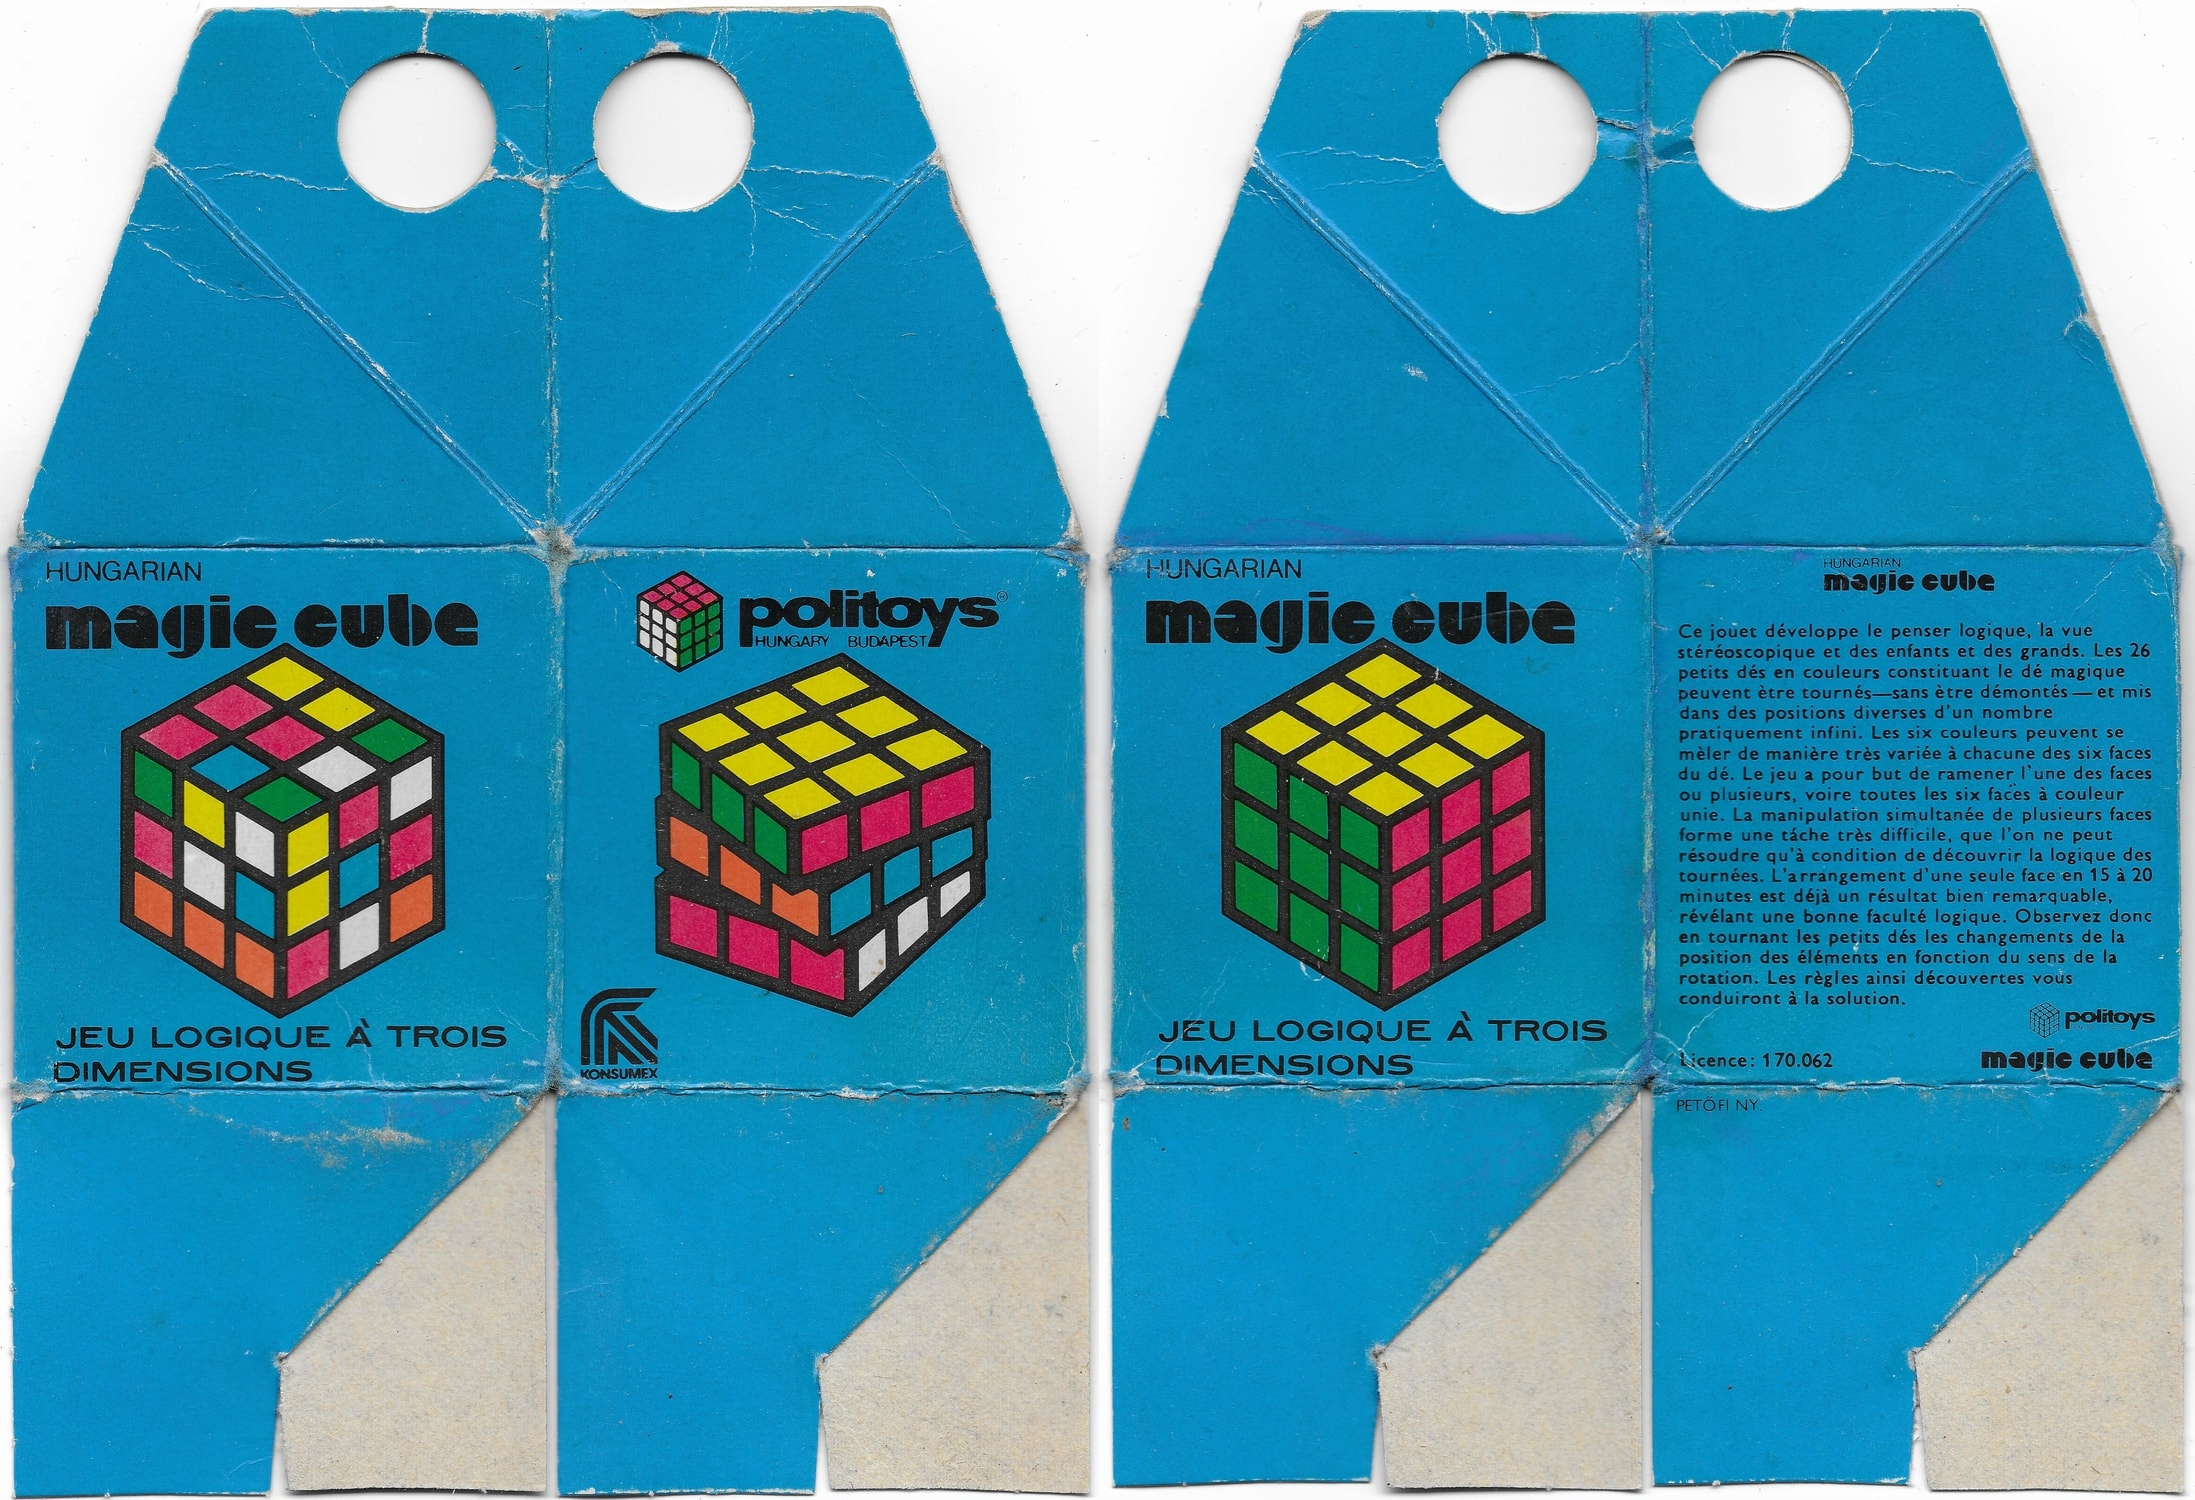 HUNGARIAN
magic cube
JEU LOGIQUE À TROIS
DIMENSIONS
politoys®
HUNGARY BUDAPEST
KONSUMEX
HUNGARIAN
magic cube
JEU LOGIQUE À TROIS
DIMENSIONS
HUNGARIAN
magic cube
Ce jouet développe le penser logique, la vue
stéréoscopique et des enfants et des grands. Les 26
petits dés en couleurs constituant le dé magique
peuvent ètre tournés—sans ètre démontés — et mis
dans des positions diverses d'un nombre
pratiquement infini. Les six couleurs peuvent se
mèler de manière très variée à chacune des six faces
du dé. Le jeu a pour but de ramener l'une des faces
ou plusieurs, voire toutes les six faces à couleur
unie. La manipulation simultanée de plusieurs faces
forme une táche très difficile, que l'on ne peut
résoudre qu'à condition de découvrir la logique des
tournées. L'arrangement d'une seule face en 15 à 20
minutes est déjà un résultat bien remarquable,
révélant une bonne faculté logique. Observez donc
en tournant les petits dés les changements de la
position des éléments en fonction du sens de la
rotation. Les règles ainsi découvertes vous
conduiront à la solution.
politoys
Licence: 170.062
magic cube
PETŐFI NY.